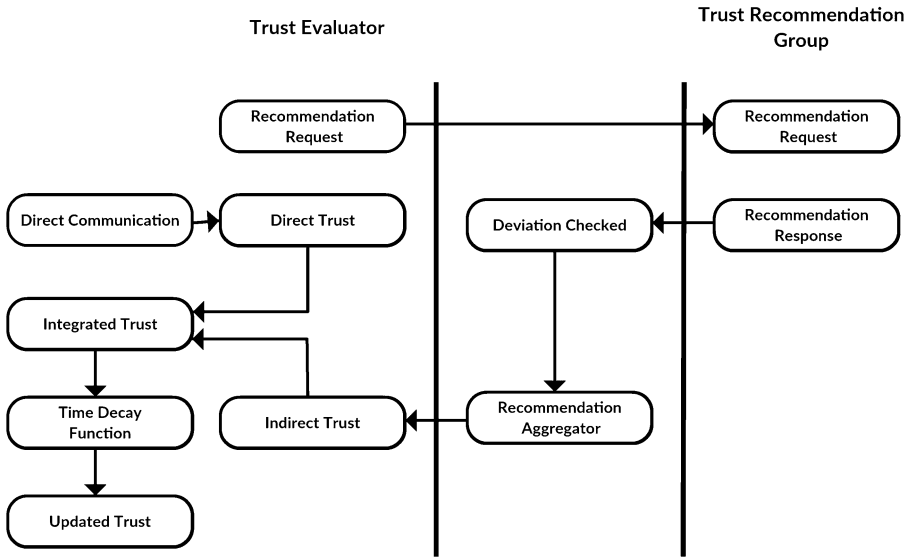 Trust Evaluator
Trust Recommendation
Group
Recommendation
Request
Recommendation
Request
Direct Communication
Direct Trust
Deviation Checked
Recommendation
Response
Integrated Trust
Time Decay
Function
Indirect Trust
Recommendation
Aggregator
Updated Trust